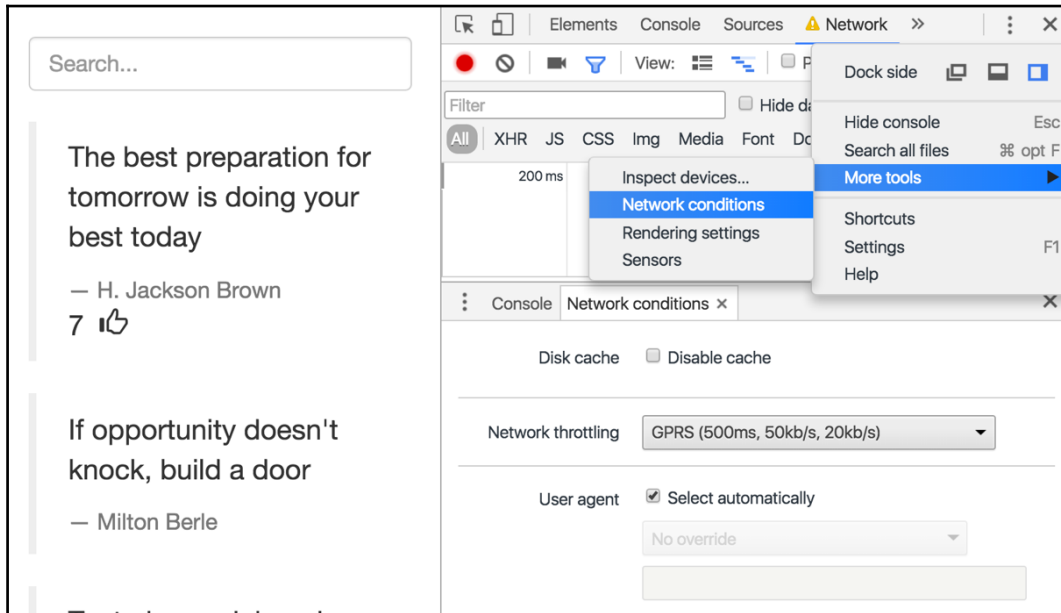 Search...
The best preparation for
tomorrow is doing your
best today
— H. Jackson Brown
7
If opportunity doesn't
knock, build a door
— Milton Berle
Elements Console Sources Network »
View:
Dock side
Filter
Hide
Hide console Esc
All XHR JS CSS Img Media Font
Search all files ⌘ opt F
200 ms
Inspect devices...
More tools
Network conditions
Shortcuts
Rendering settings
Settings F1
Sensors
Help
Console Network conditions ×
Disk cache Disable cache
Network throttling GPRS (500ms, 50kb/s, 20kb/s)
User agent Select automatically
No override